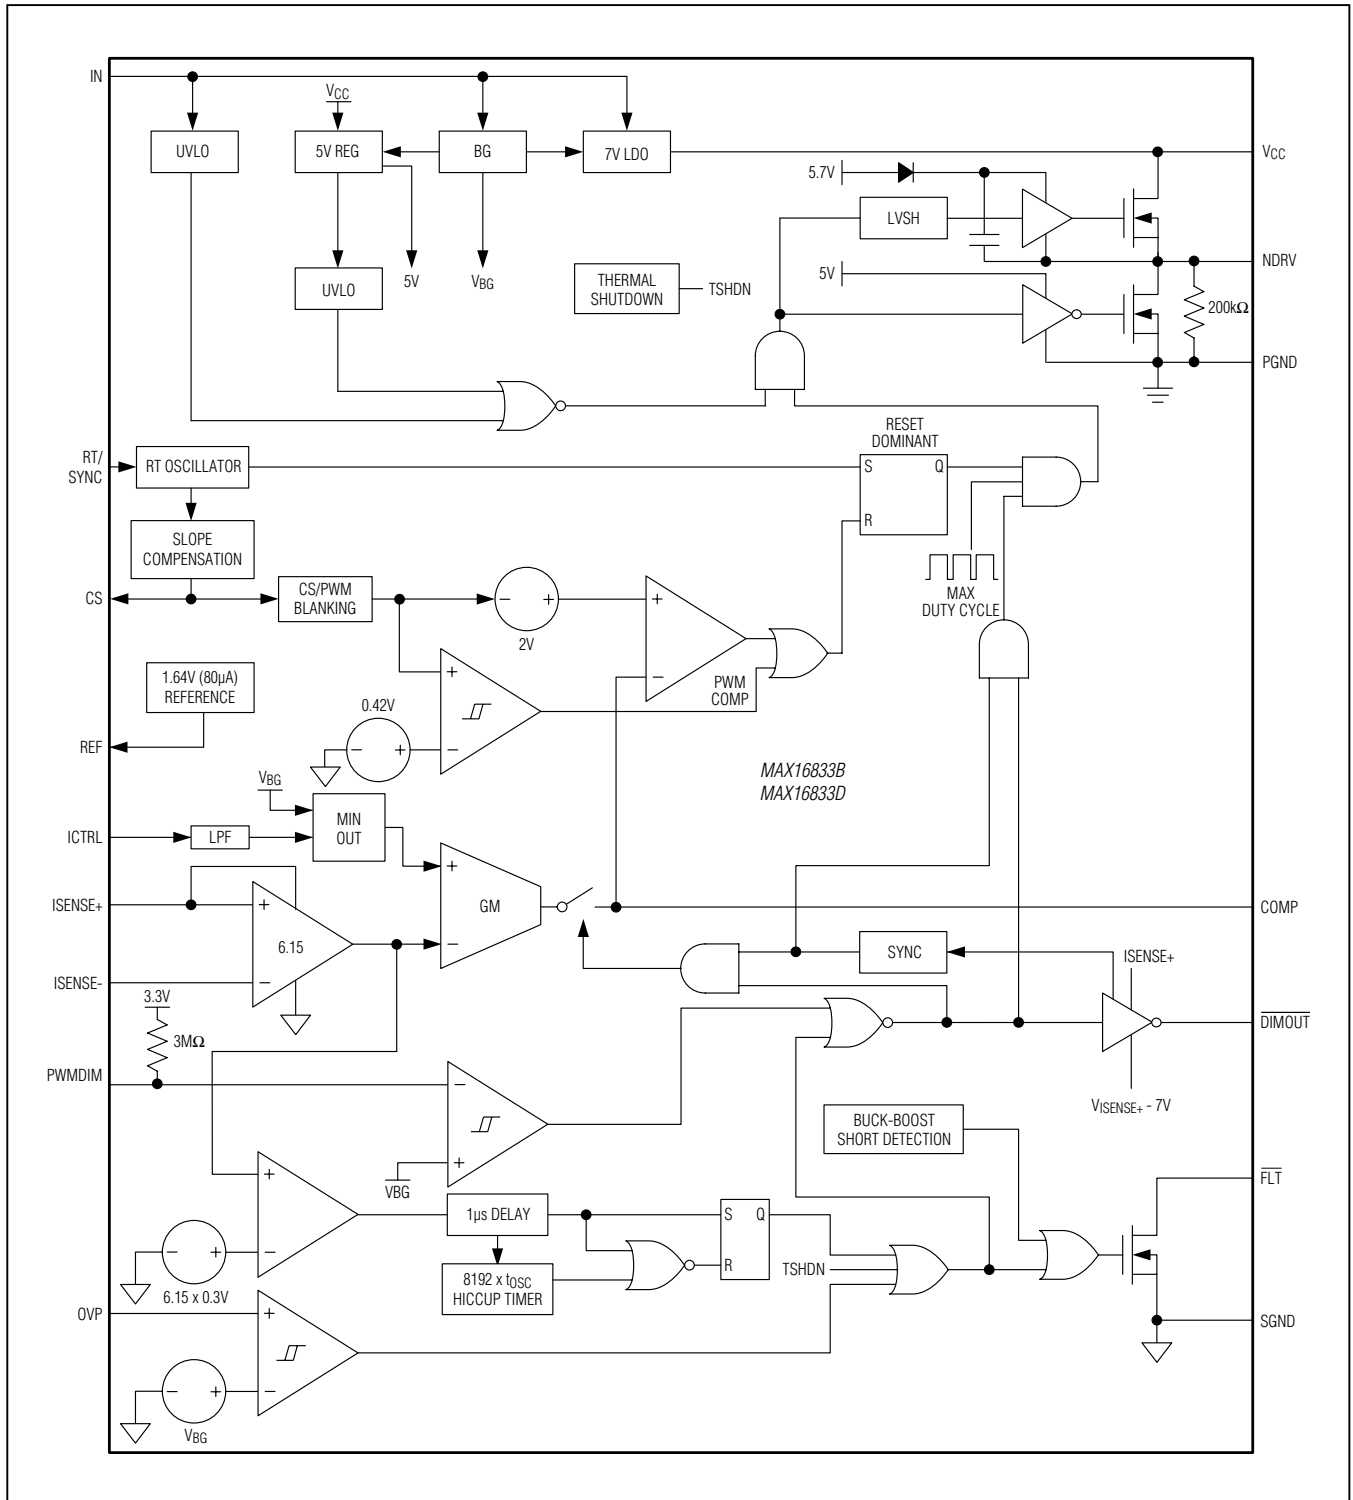 IN
VCC
UVLO
5V REG
BG
7V LDO
VCC
5.7V
LVSH
UVLO
5V
VBG
THERMAL
SHUTDOWN
TSHDN
5V
NDRV
200kΩ
PGND
RT/
SYNC
RT OSCILLATOR
RESET
DOMINANT
S
Q
R
SLOPE
COMPENSATION
CS
CS/PWM
BLANKING
-
+
2V
+
-
PWM
COMP
MAX
DUTY CYCLE
1.64V (80µA)
REFERENCE
REF
0.42V
-
+
+
-
MAX16833B
MAX16833D
VBG
MIN
OUT
ICTRL
LPF
+
-
GM
ISENSE+
+
6.15
-
ISENSE-
COMP
SYNC
ISENSE+
DIMOUT
VISENSE+ - 7V
3.3V
3MΩ
PWMDIM
-
+
VBG
BUCK-BOOST
SHORT DETECTION
FLT
+
-
-
+
6.15 x 0.3V
1µs DELAY
8192 x tOSC
HICCUP TIMER
S
Q
R
TSHDN
SGND
OVP
+
-
-
+
VBG